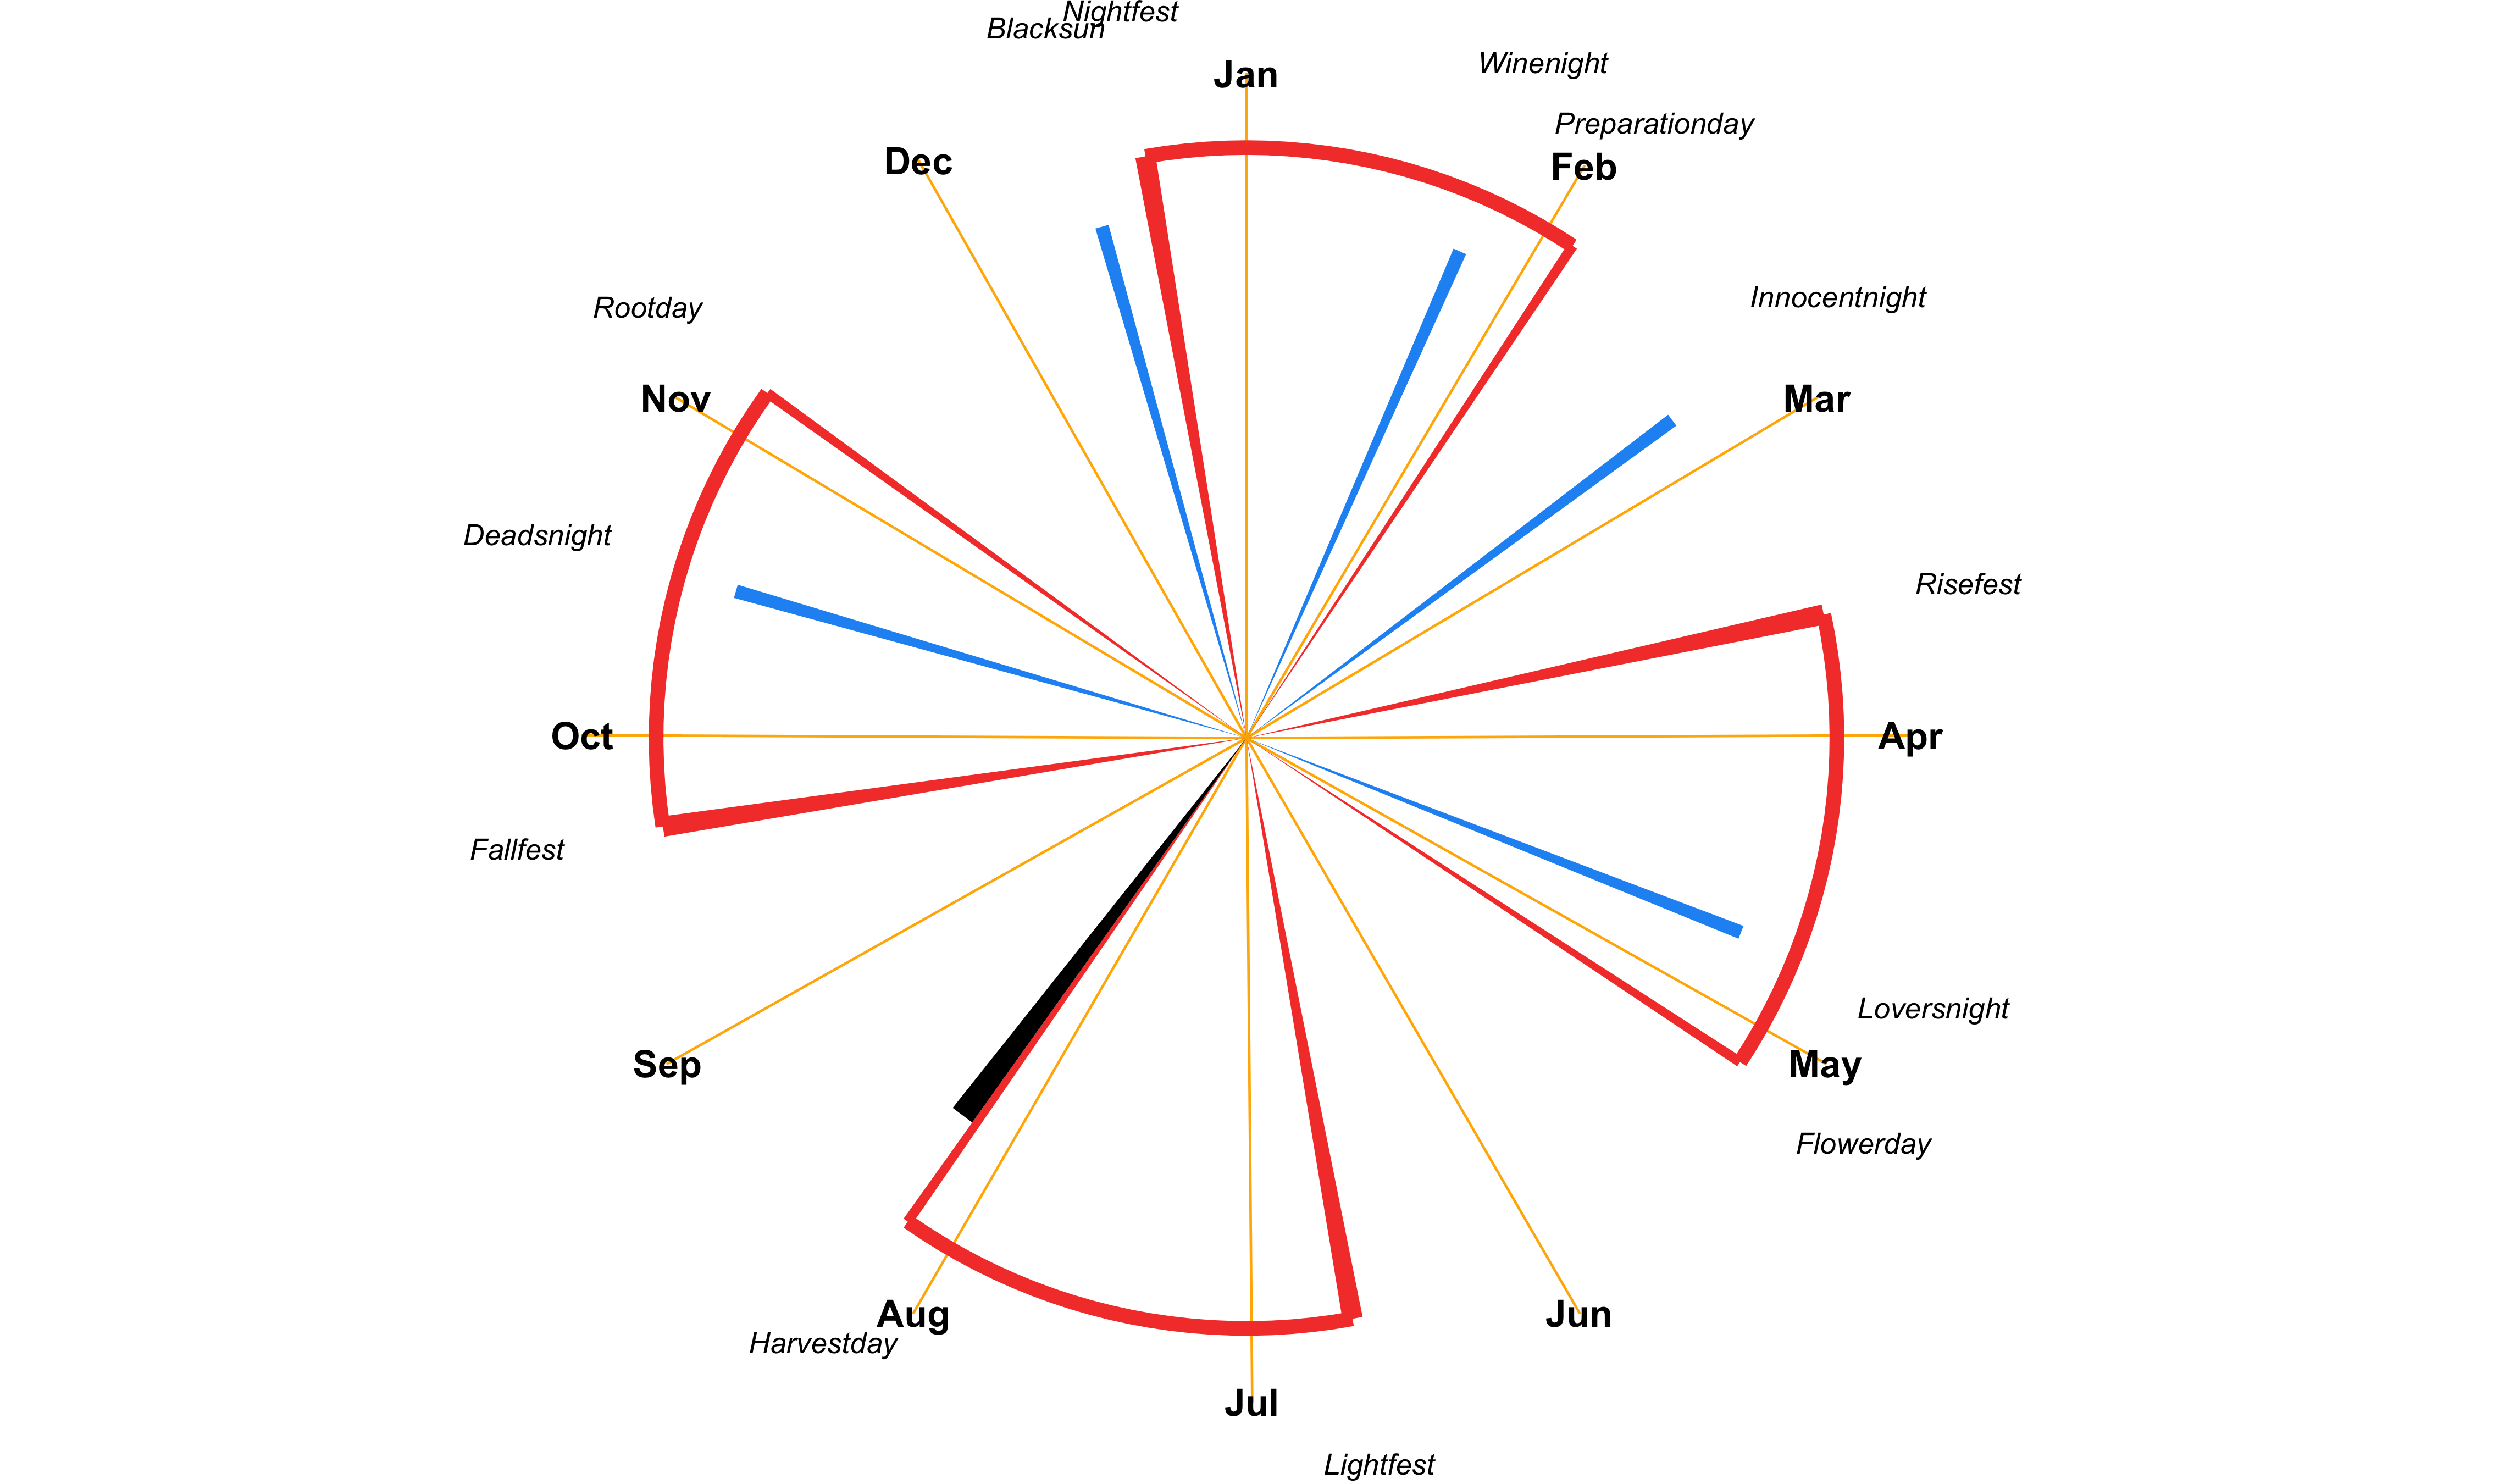 Nightfest
Blacksun
Jan
Winenight
Preparationday
Dec
Feb
Innocentnight
Rootday
Nov
Mar
Deadsnight
Risefest
Oct
Apr
Fallfest
Loversnight
Sep
May
Flowerday
Aug
Jun
Harvestday
Jul
Lightfest